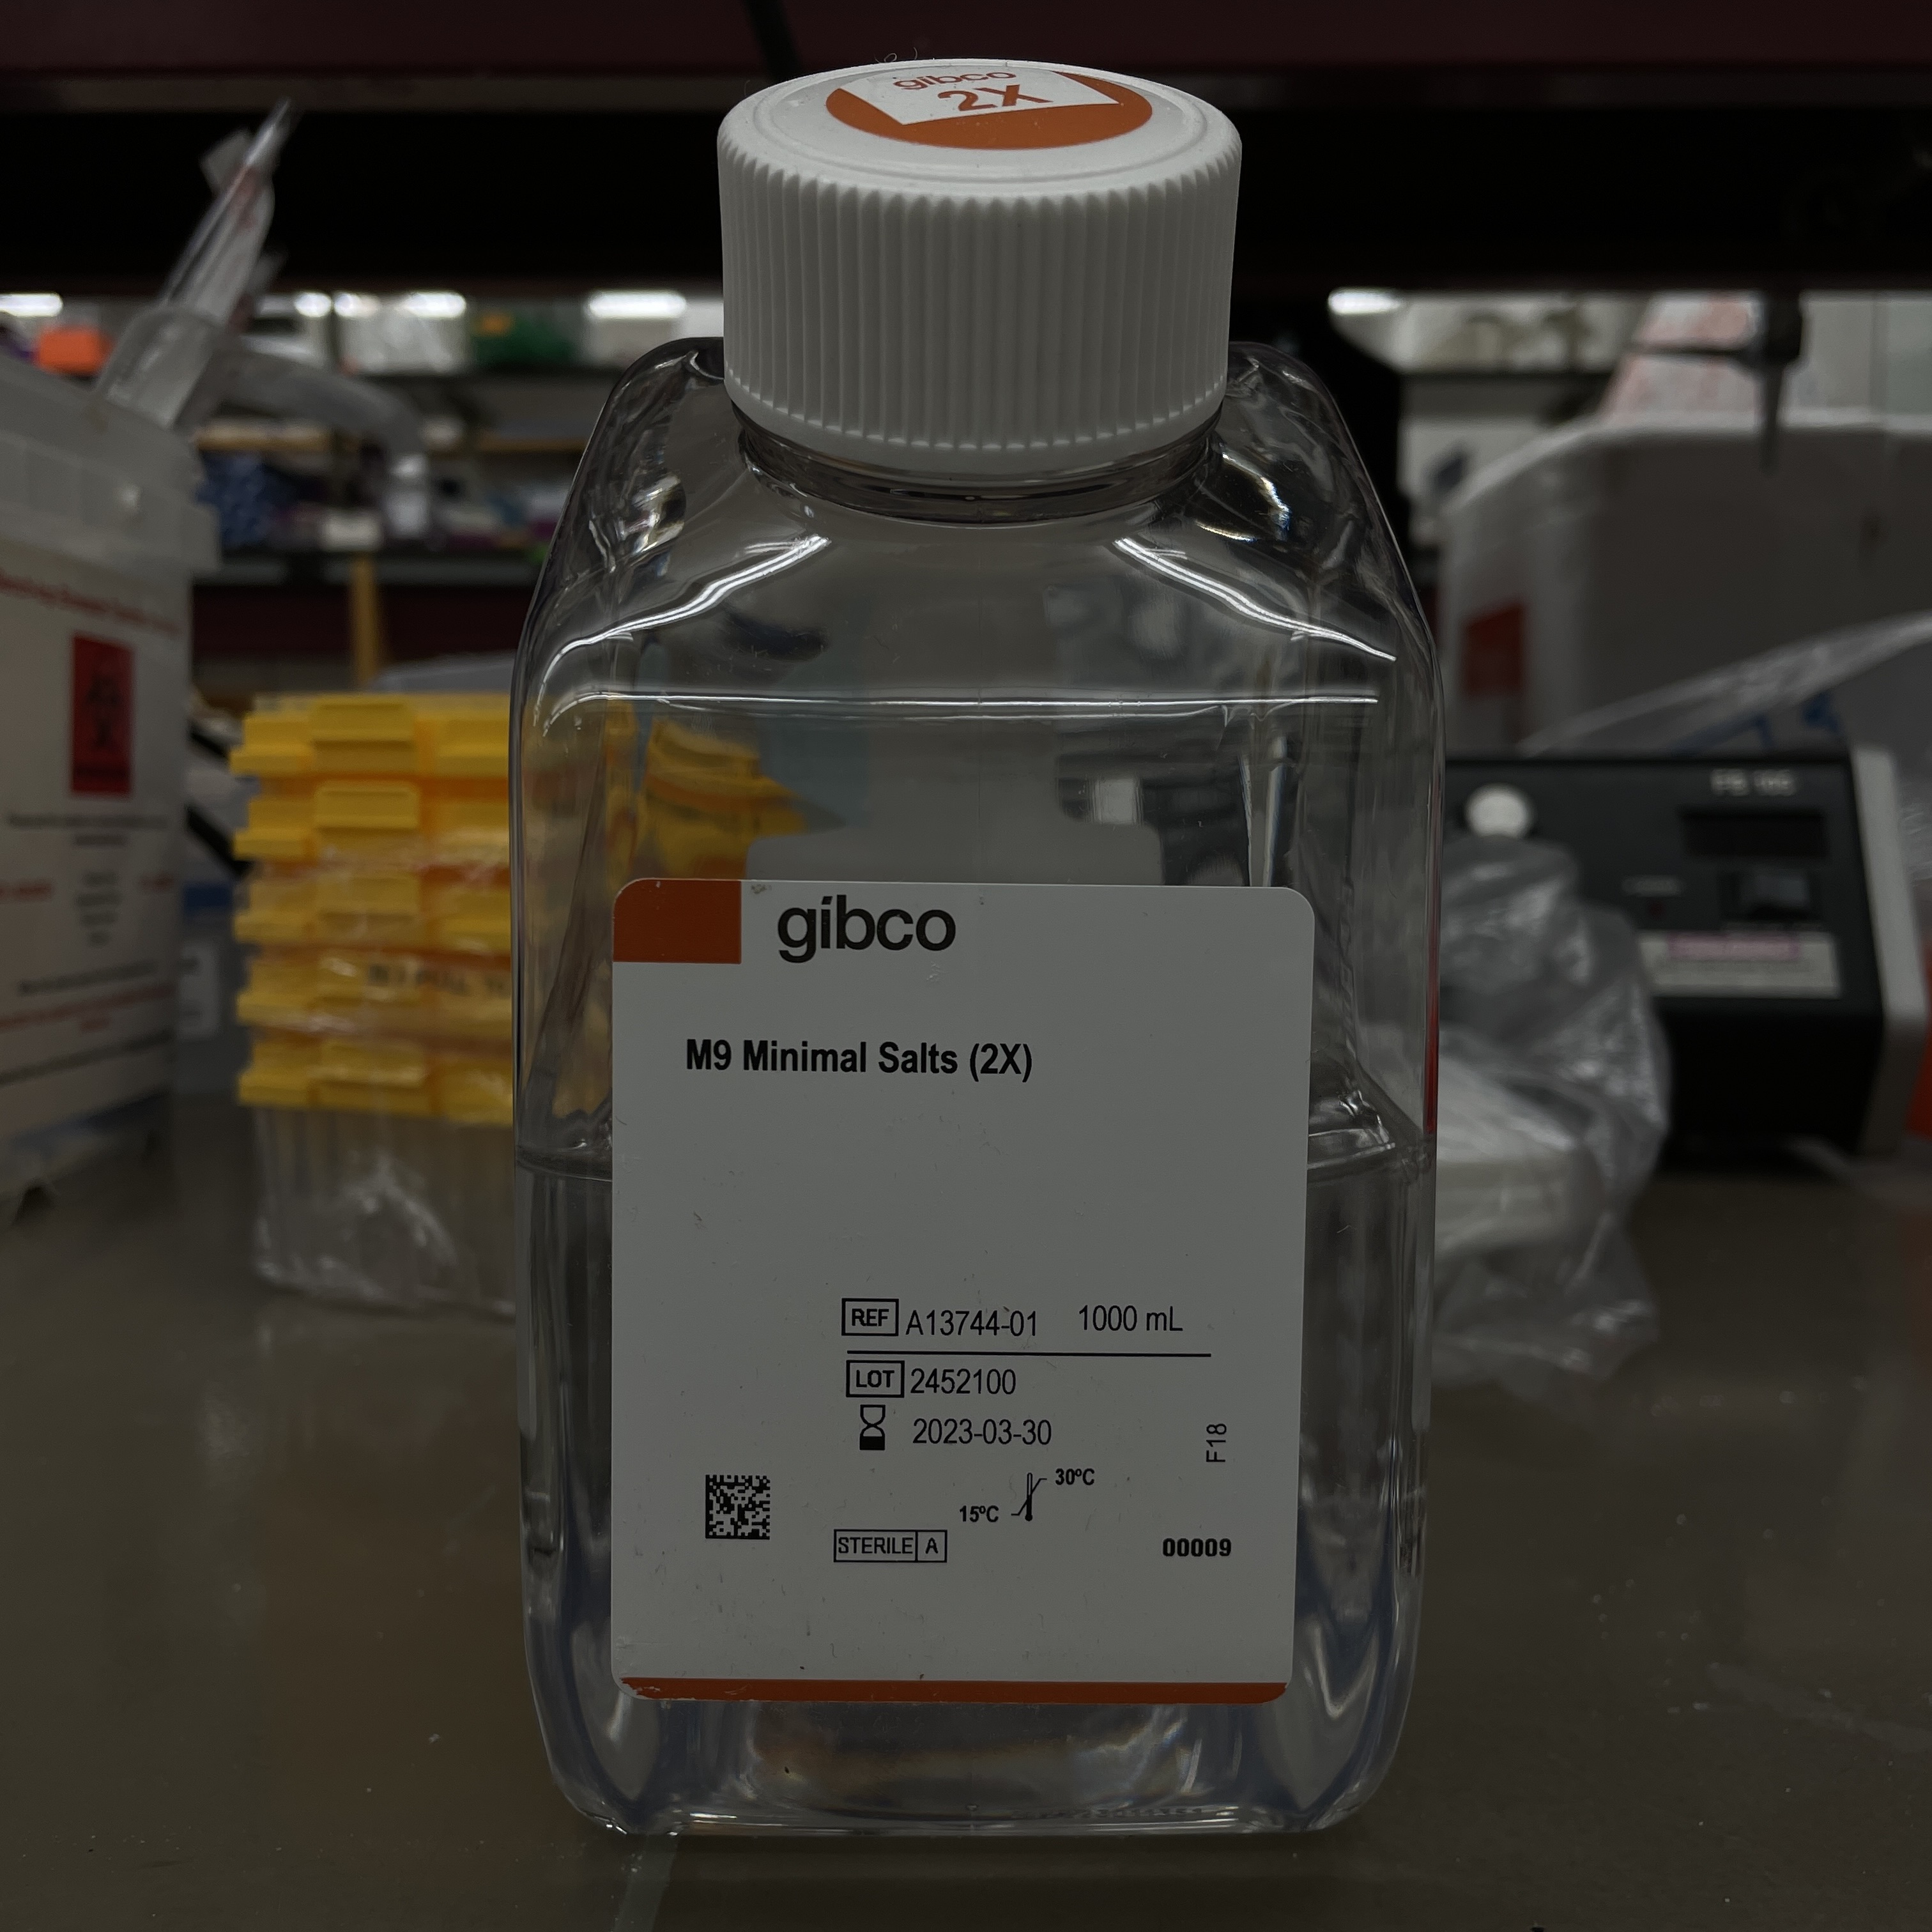 gibco
2X
gibco
M9 Minimal Salts (2X)
REF A13744-01 1000 mL
LOT 2452100
2023-03-30
F18
30°C
15°C
STERILE A
00009